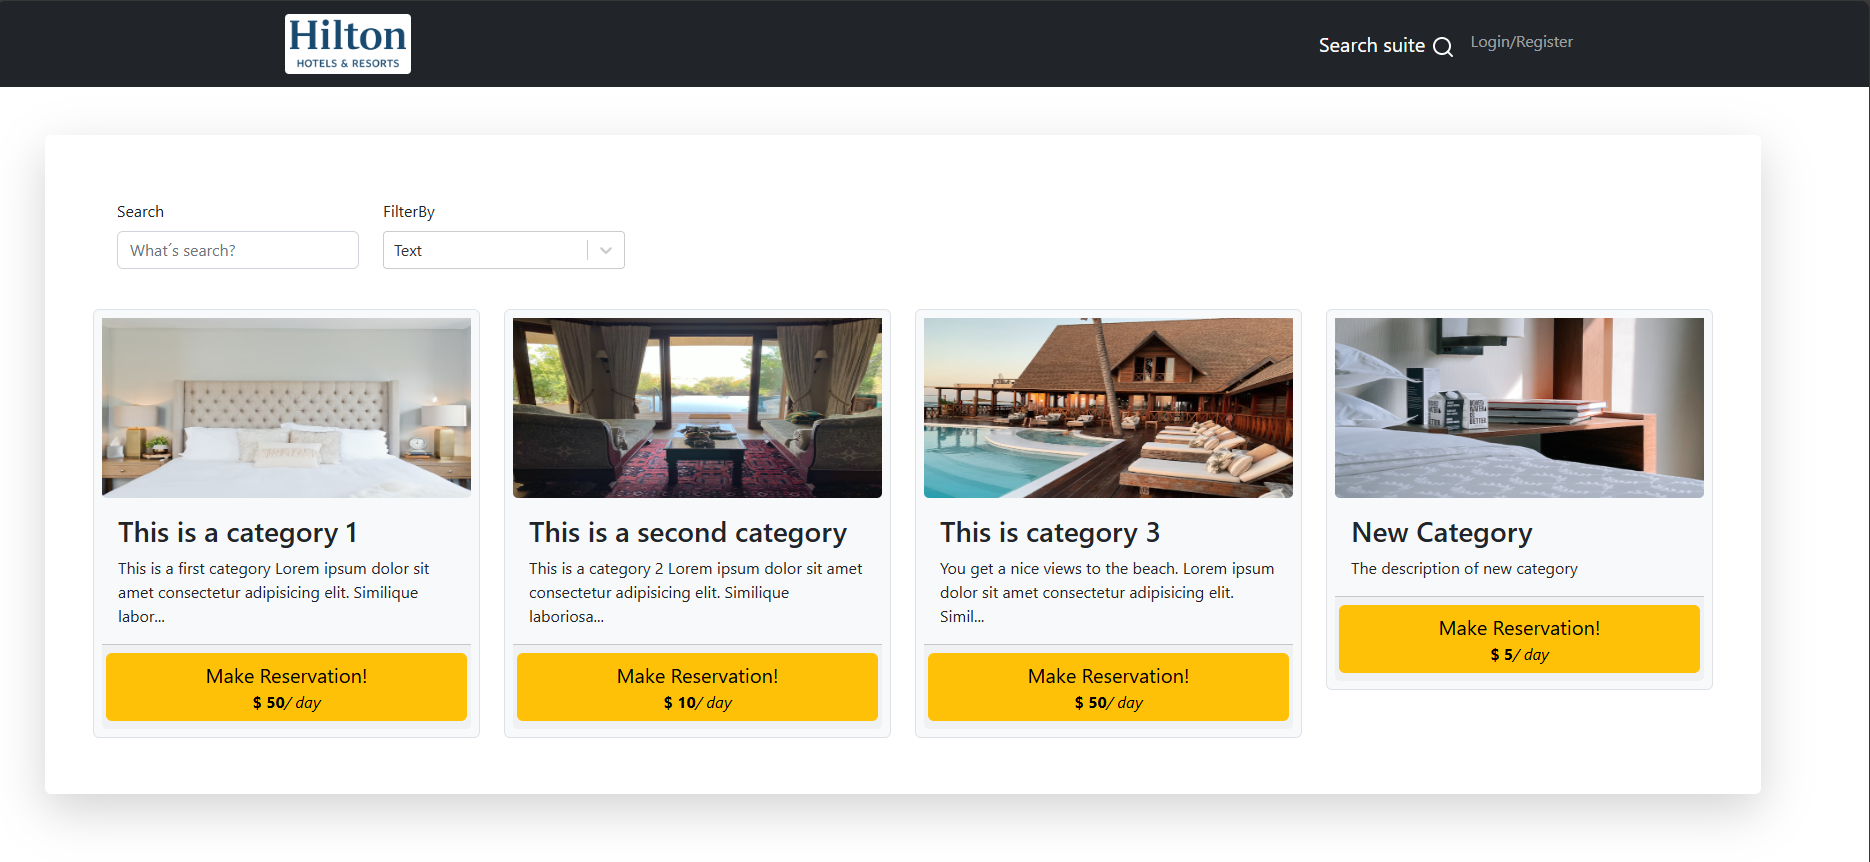 Hilton
HOTELS & RESORTS
Search suite
Login/Register
Search
FilterBy
What´s search?
Text
This is a category 1
This is a first category Lorem ipsum dolor sit
amet consectetur adipisicing elit. Similique
labor...
Make Reservation!
$ 50/ day
This is a second category
This is a category 2 Lorem ipsum dolor sit amet
consectetur adipisicing elit. Similique
laboriosa...
Make Reservation!
$ 10/ day
This is category 3
You get a nice views to the beach. Lorem ipsum
dolor sit amet consectetur adipisicing elit.
Simil...
Make Reservation!
$ 50/ day
New Category
The description of new category
Make Reservation!
$ 5/ day